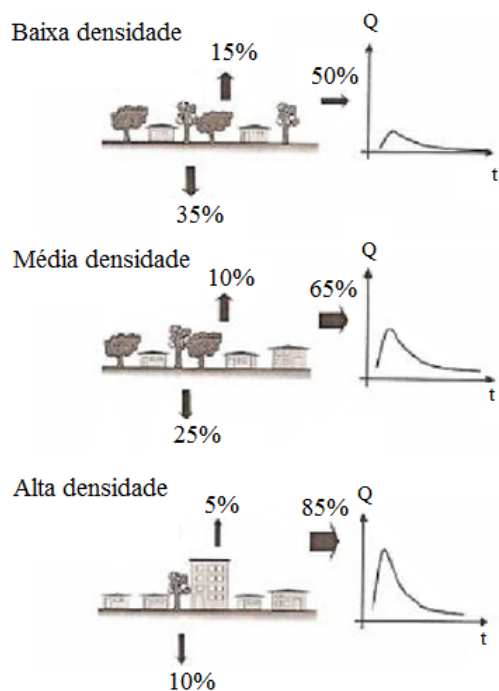 Baixa densidade
15%
50%
Q
t
35%
Média densidade
10%
65%
Q
t
25%
Alta densidade
5%
85%
Q
t
10%